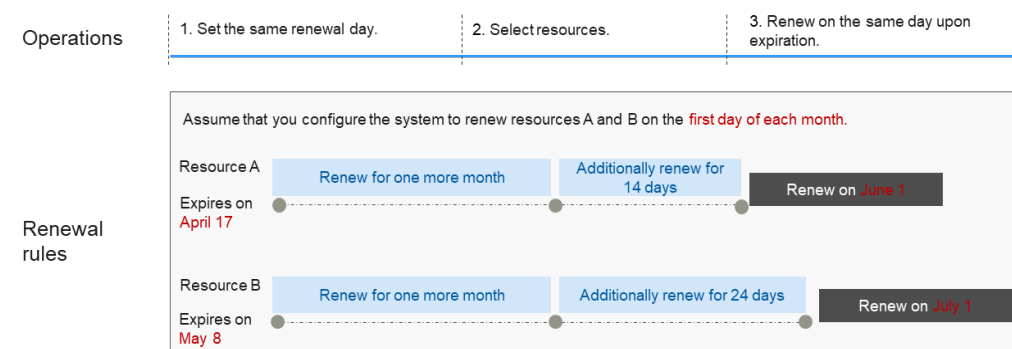 Operations
1. Set the same renewal day.
2. Select resources.
3. Renew on the same day upon
expiration.
Assume that you configure the system to renew resources A and B on the first day of each month.
Renewal
rules
Resource A
Expires on
April 17
Renew for one more month
Additionally renew for
14 days
Renew on June 1
Resource B
Expires on
May 8
Renew for one more month
Additionally renew for 24 days
Renew on July 1